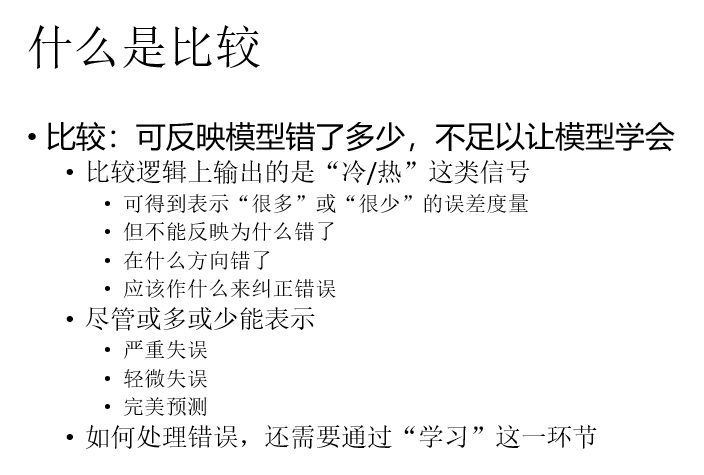 什么是比较
• 比较：可反映模型错了多少，不足以让模型学会
• 比较逻辑上输出的是“冷/热”这类信号
• 可得到表示“很多”或“很少”的误差度量
• 但不能反映为什么错了
• 在什么方向错了
• 应该作什么来纠正错误
• 尽管或多或少能表示
• 严重失误
• 轻微失误
• 完美预测
• 如何处理错误，还需要通过“学习”这一环节